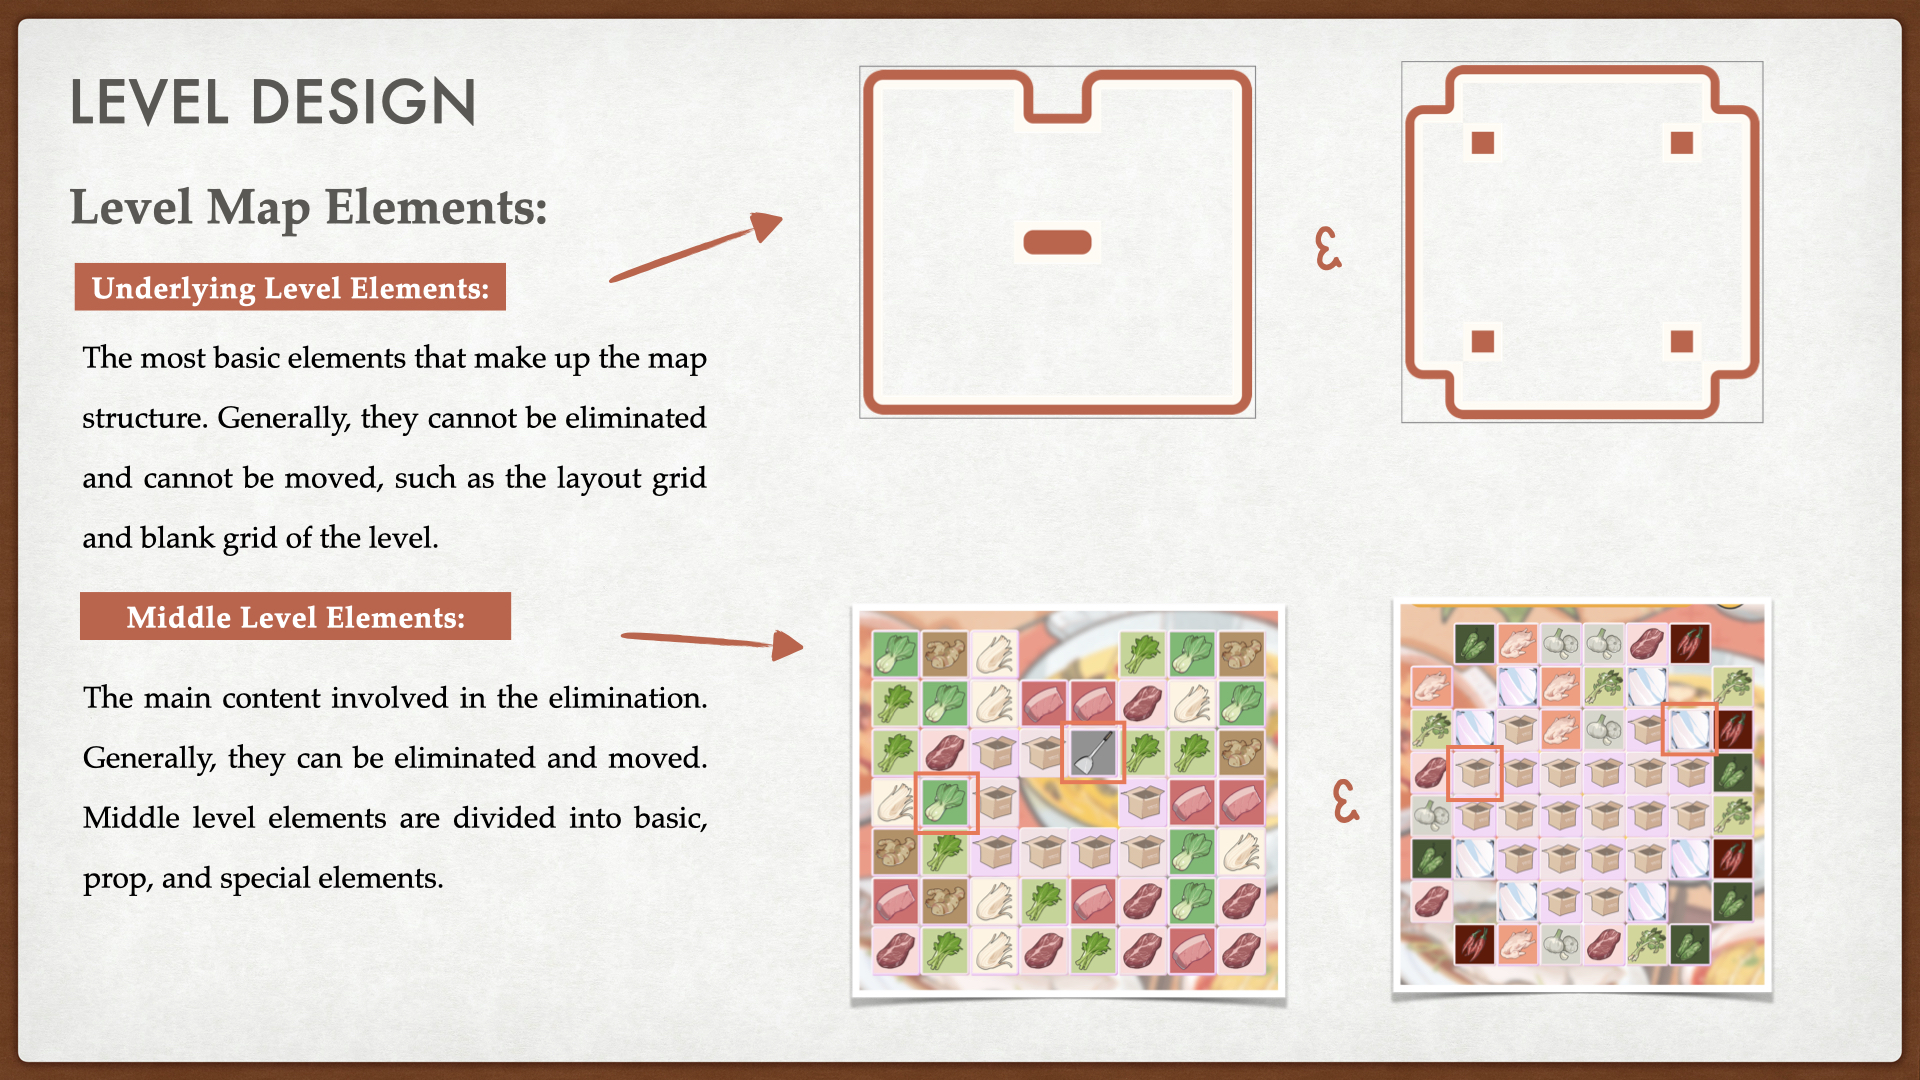 LEVEL DESIGN
Level Map Elements:
Underlying Level Elements:
The most basic elements that make up the map
structure. Generally, they cannot be eliminated
and cannot be moved, such as the layout grid
and blank grid of the level.
Middle Level Elements:
The main content involved in the elimination.
Generally, they can be eliminated and moved.
Middle level elements are divided into basic,
prop, and special elements.
&
&